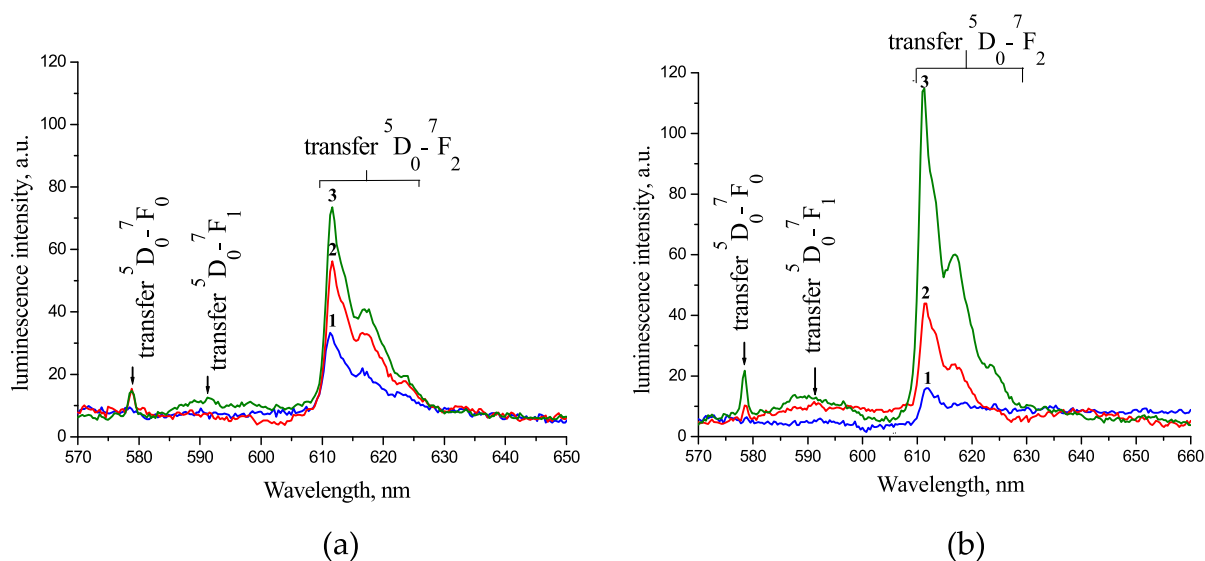 transfer ⁵D₀-⁷F₂
120
100
80
60
40
20
0
luminescence intensity, a.u.
transfer ⁵D₀-⁷F₀
transfer ⁵D₀-⁷F₁
3
2
1
570 580 590 600 610 620 630 640 650
Wavelength, nm
(a)
transfer ⁵D₀-⁷F₂
120
100
80
60
40
20
0
luminescence intensity, a.u.
transfer ⁵D₀-⁷F₀
transfer ⁵D₀-⁷F₁
3
2
1
570 580 590 600 610 620 630 640 650 660
Wavelength, nm
(b)